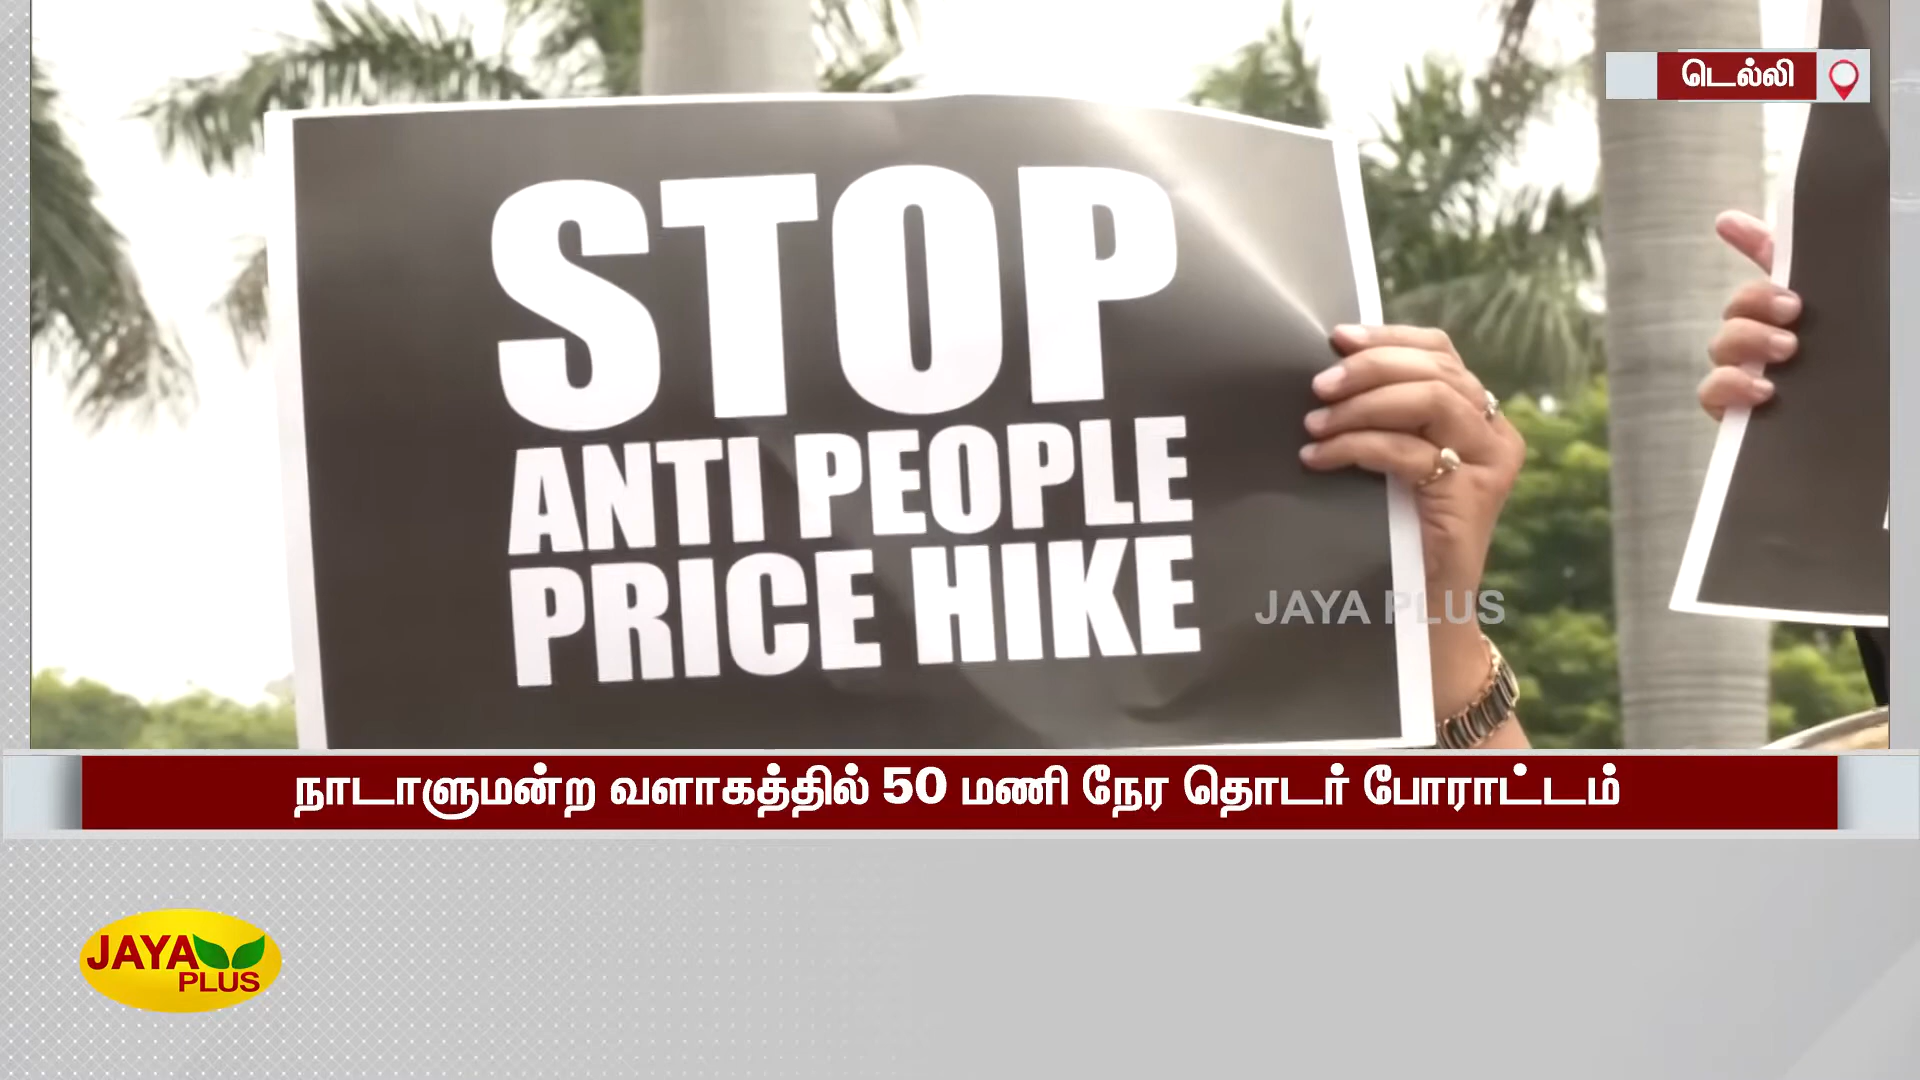 டெல்லி
STOP
ANTI PEOPLE
PRICE HIKE
JAYA PLUS
நாடாளுமன்ற வளாகத்தில் 50 மணி நேர தொடர் போராட்டம்
JAYA
PLUS